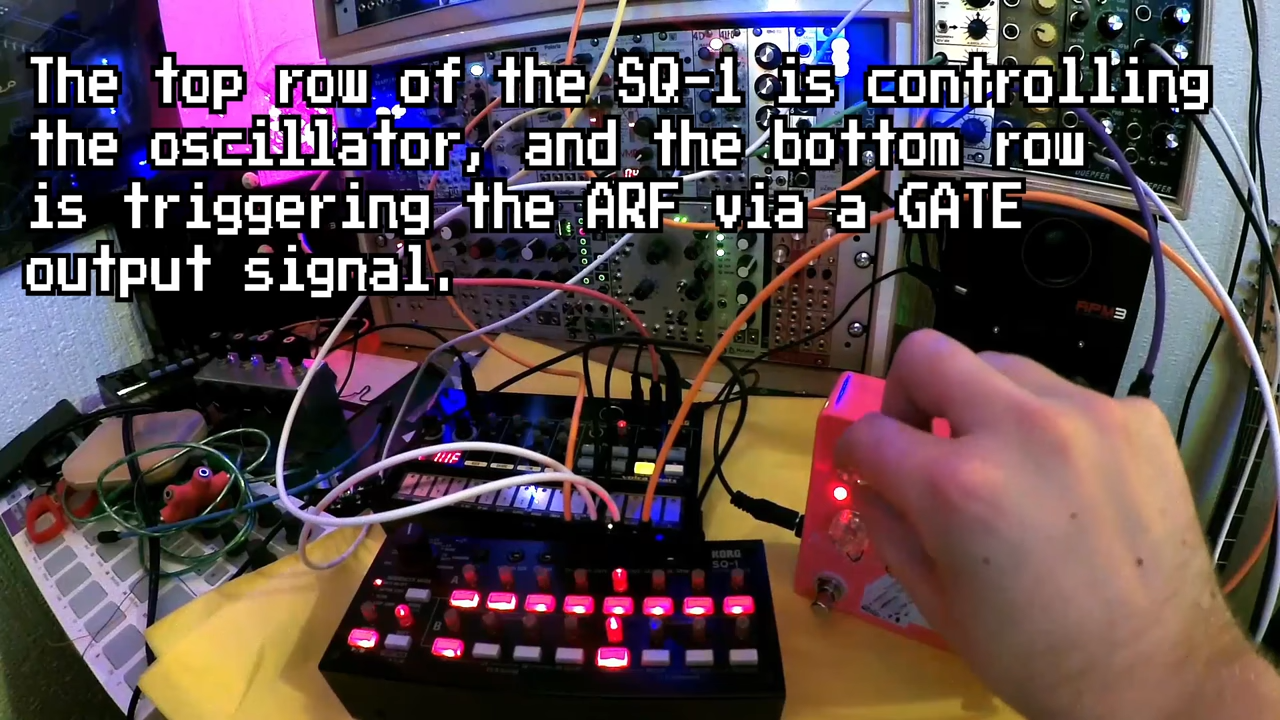 The top row of the SQ-1 is controlling
the oscillator, and the bottom row
is triggering the ARF via a GATE
output signal.
RPM3
KORG
SQ-1
A
B